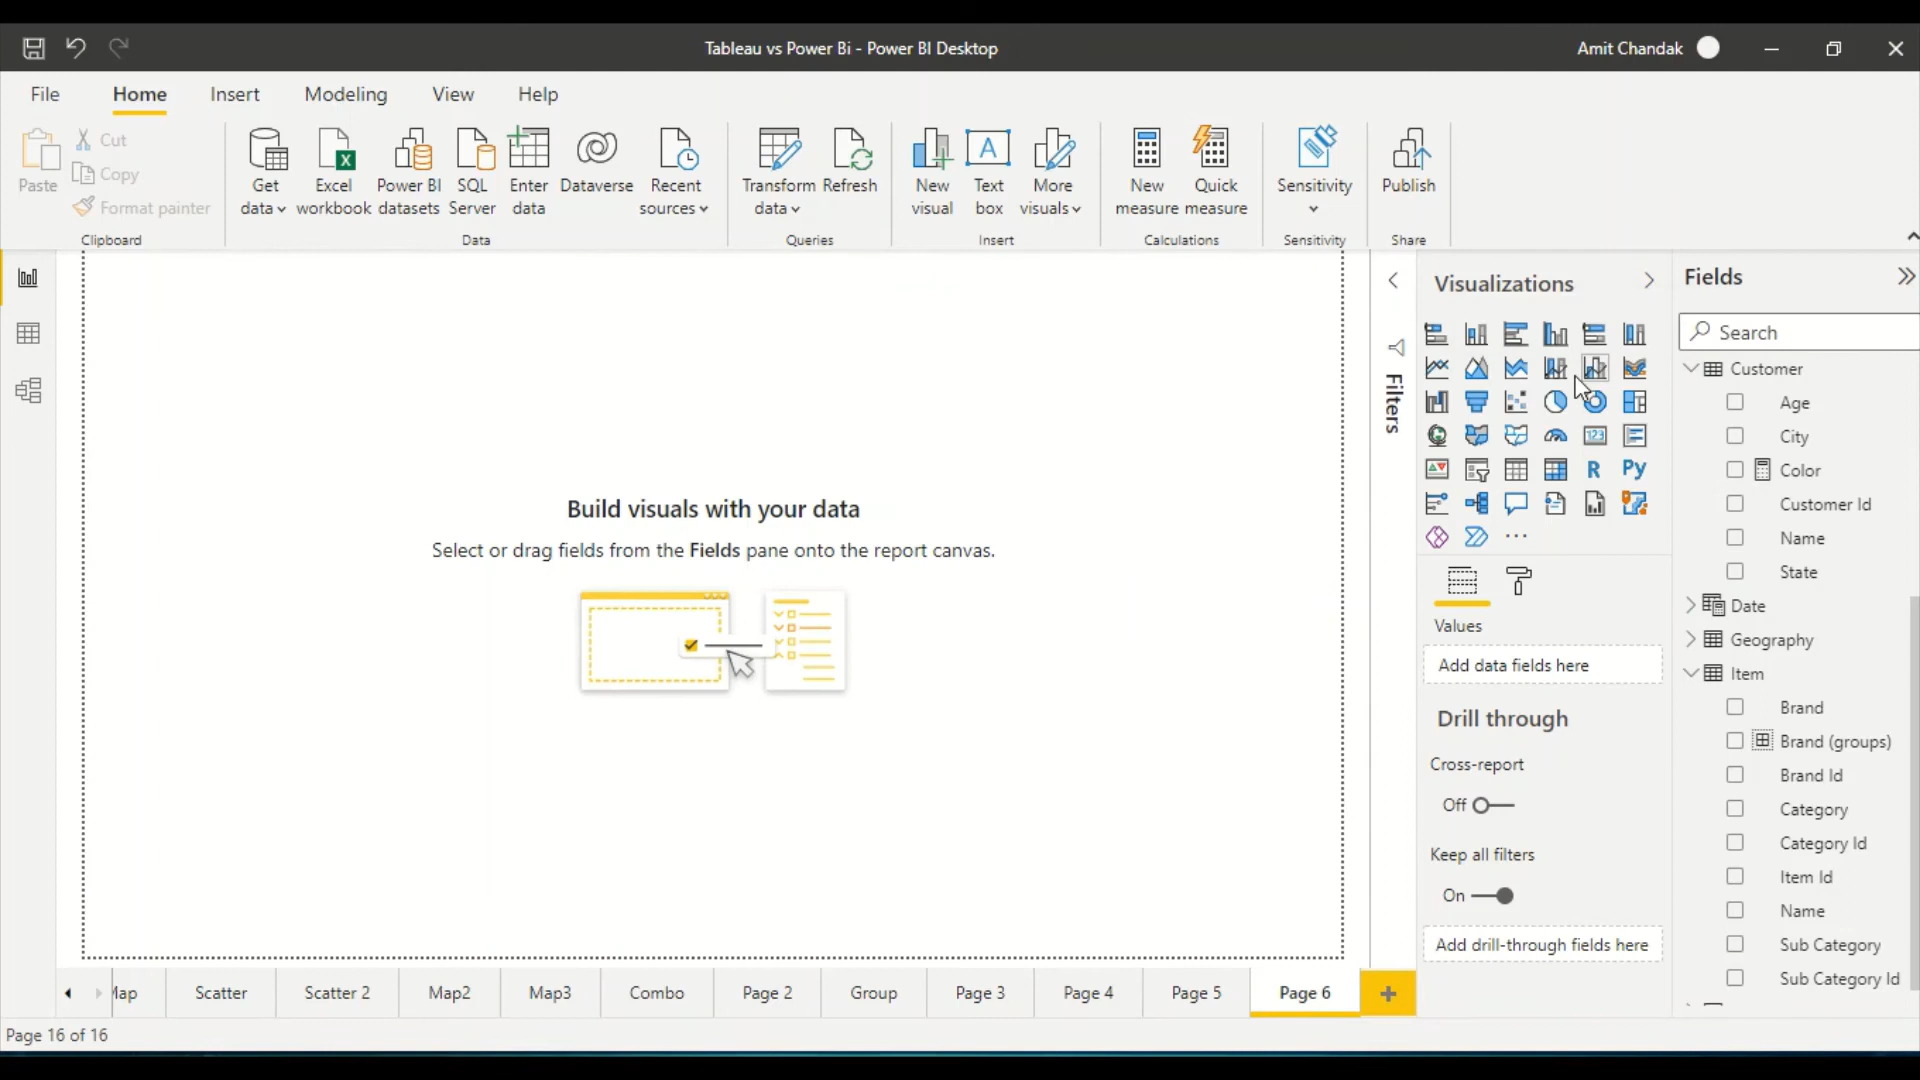 Tableau vs Power Bi - Power BI Desktop
Amit Chandak
File
Home
Insert
Modeling
View
Help
Paste
Cut
Copy
Format painter
Clipboard
Get data
Excel workbook
Power BI datasets
SQL Server
Enter data
Dataverse
Recent sources
Data
Transform data
Refresh
Queries
New visual
Text box
More visuals
Insert
New measure
Quick measure
Calculations
Sensitivity
Sensitivity
Publish
Share
Build visuals with your data
Select or drag fields from the Fields pane onto the report canvas.
Filters
Visualizations
123
R
Py
Values
Add data fields here
Drill through
Cross-report
Off
Keep all filters
On
Add drill-through fields here
Fields
Search
Customer
Age
City
Color
Customer Id
Name
State
Date
Geography
Item
Brand
Brand (groups)
Brand Id
Category
Category Id
Item Id
Name
Sub Category
Sub Category Id
Scatter
Scatter 2
Map2
Map3
Combo
Page 2
Group
Page 3
Page 4
Page 5
Page 6
Page 16 of 16